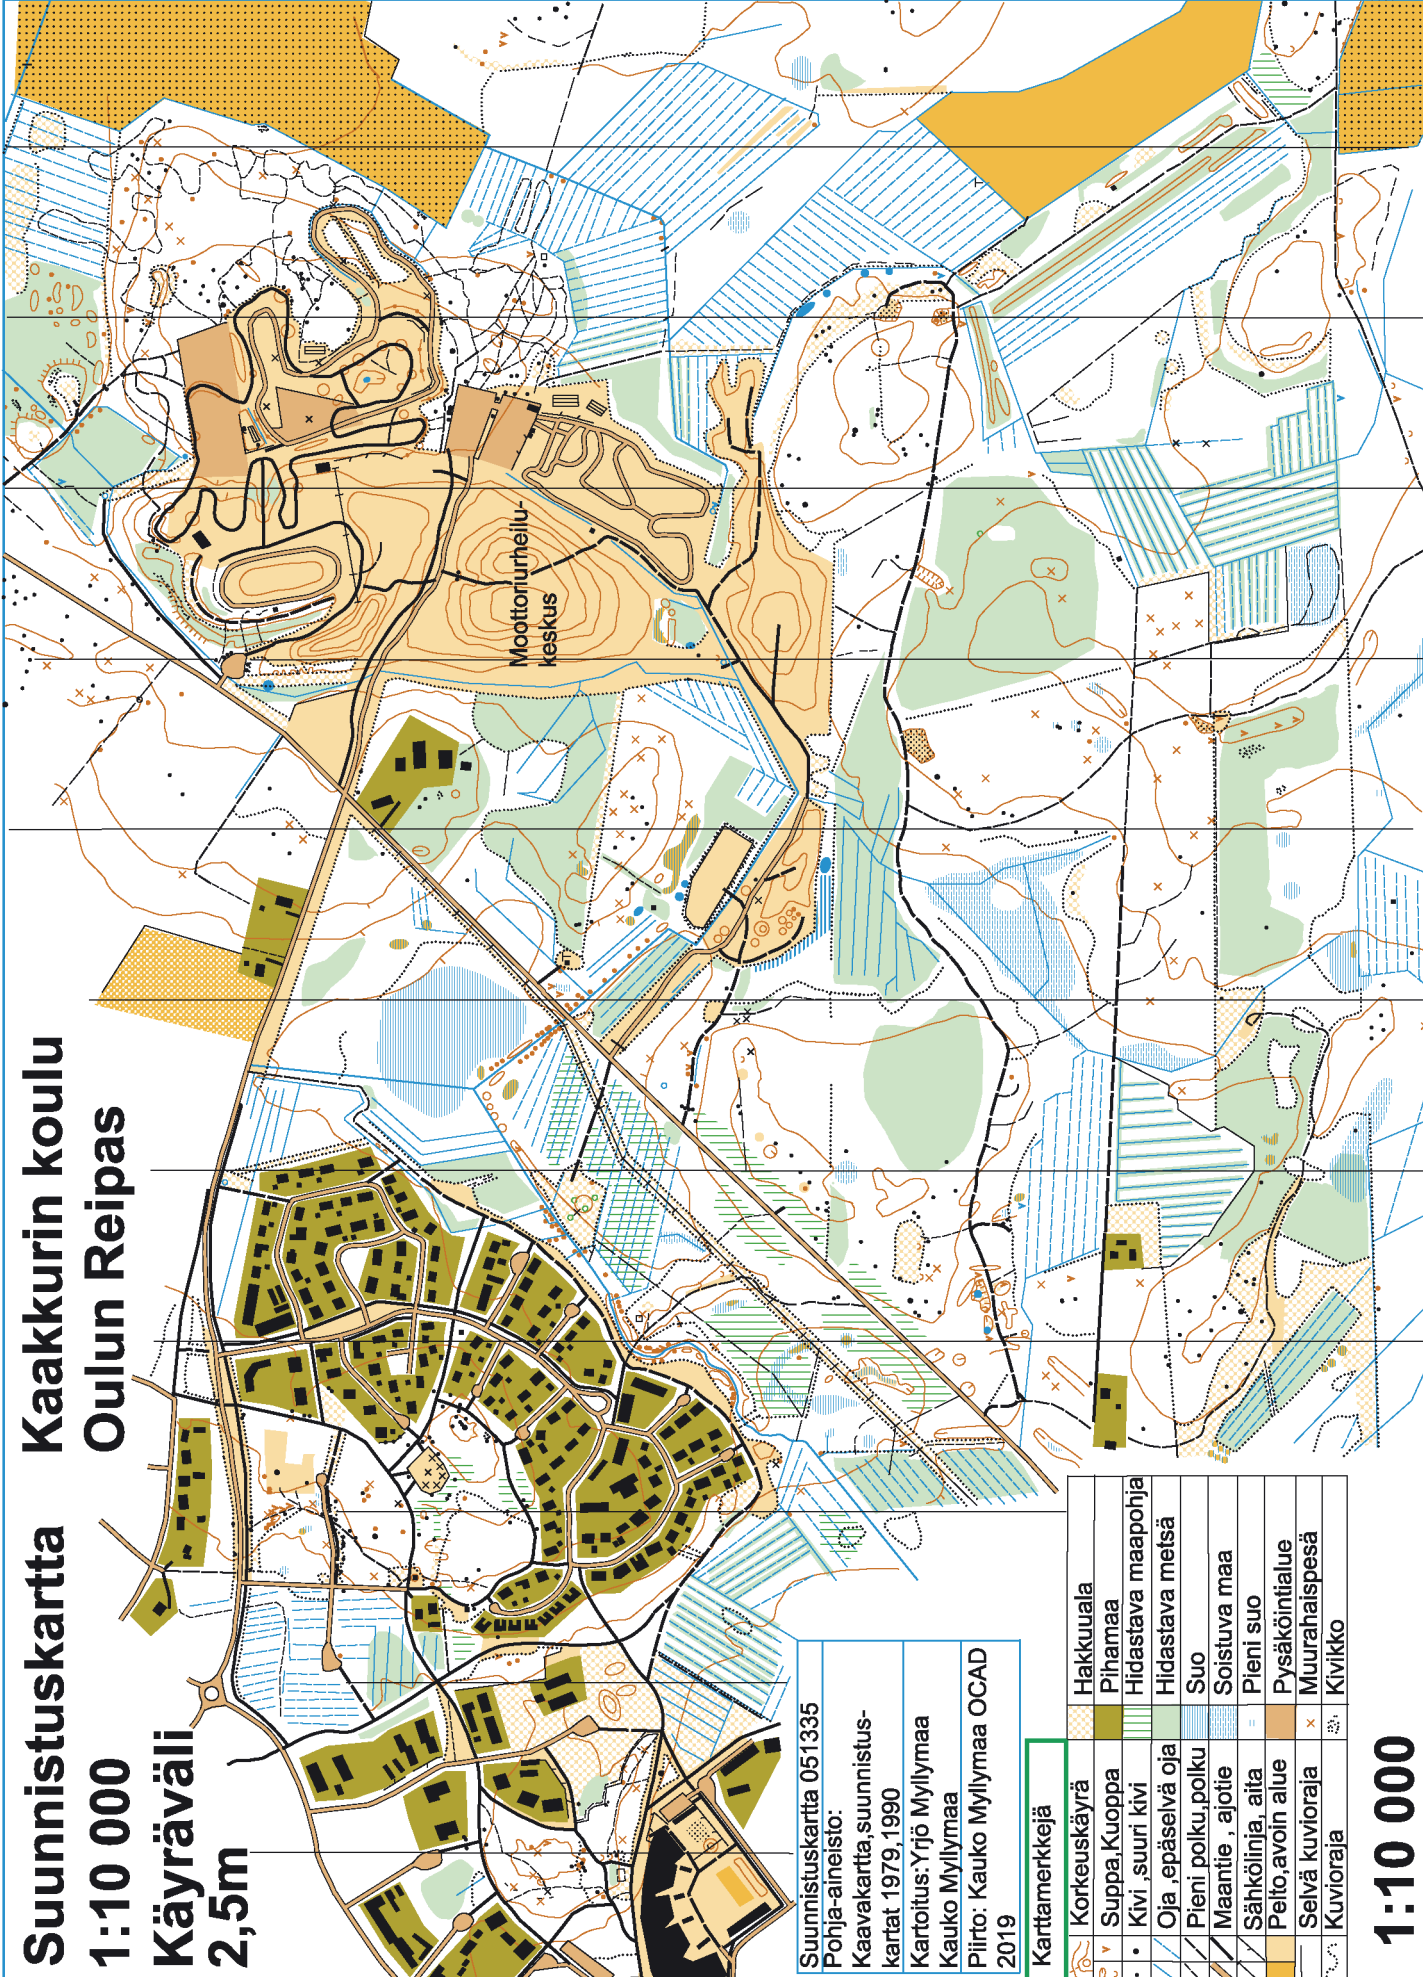 Suunnistuskartta
Kaakkurin koulu
1:10 000
Oulun Reipas
Käyräväli
2,5m
Moottoriurheilu-
keskus
Suunnistuskartta 051335
Pohja-aineisto:
Kaavakartta,suunnistus-
kartat 1979,1990
Kartoitus:Yrjö Myllymaa
Kauko Myllymaa
Piirto: Kauko Myllymaa OCAD
2019
Karttamerkejä
Korkeuskäyrä
Suppa,Kuoppa
Kivi ,suuri kivi
Oja ,epäselvä oja
Pieni polku,polku
Maantie , ajotie
Sähkölinja, aita
Pelto,avoin alue
Selvä kuvioraja
Kuvioraja
Hakkuuala
Pihamaa
Hidastava maapohja
Hidastava metsä
Suo
Soistuva maa
Pieni suo
Pysäköintialue
Muurahaispesä
Kivikko
1:10 000